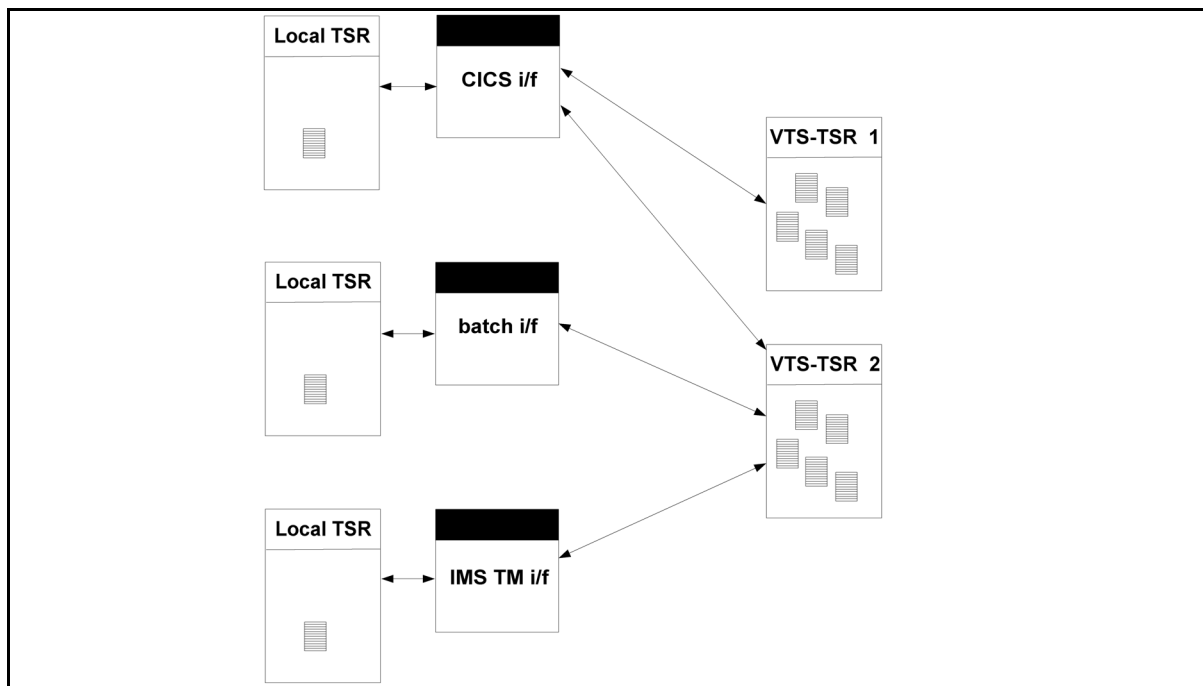 Local TSR
CICS i/f
VTS-TSR 1
Local TSR
batch i/f
VTS-TSR 2
Local TSR
IMS TM i/f